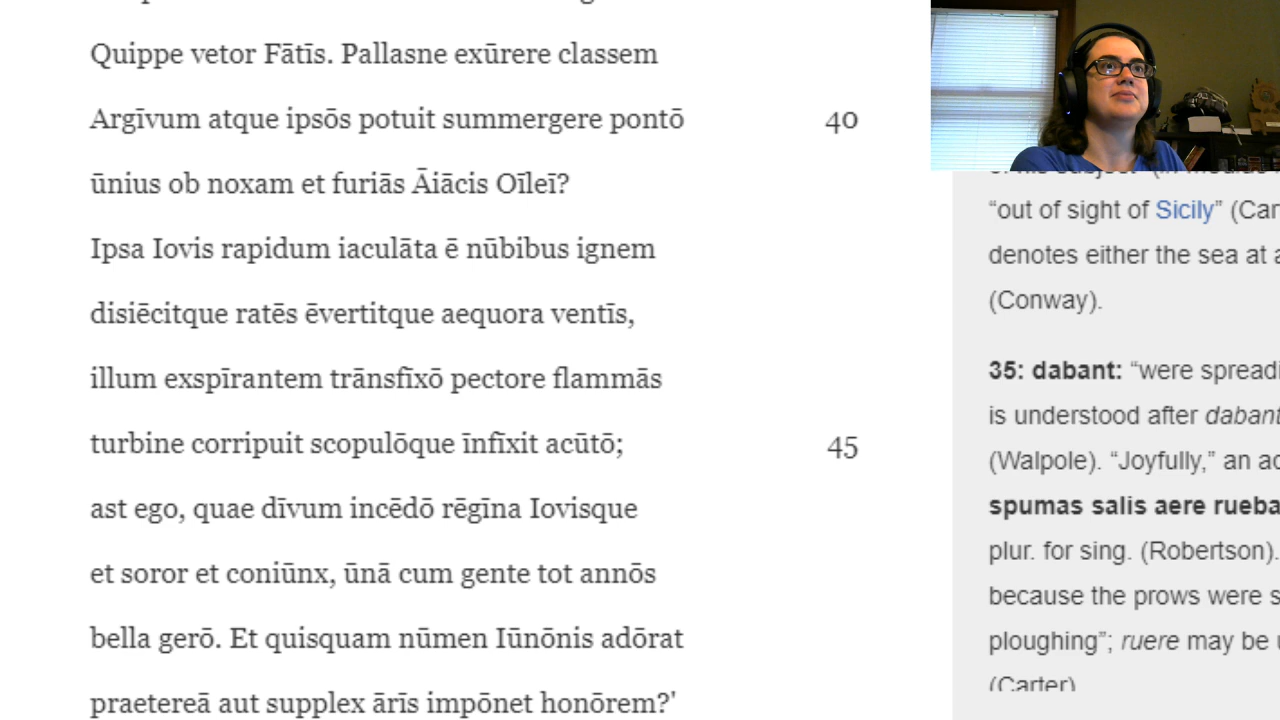 Quippe vetor Fātīs. Pallasne exūrere classem
Argīvum atque ipsōs potuit summergere pontō 40
ūnius ob noxam et furiās Āiācis Oīleī?
Ipsa Iovis rapidum iaculāta ē nūbibus ignem
disiēcitque ratēs ēvertitque aequora ventīs,
illum exspīrantem trānsfīxō pectore flammās
turbine corripuit scopulōque īnfīxit acūtō; 45
ast ego, quae dīvum incēdō rēgīna Iovisque
et soror et coniūnx, ūnā cum gente tot annōs
bella gerō. Et quisquam nūmen Iūnōnis adōrat
praetereā aut supplex ārīs impōnet honōrem?'
“out of sight of Sicily”
denotes either the sea at
(Conway).
35: dabant: “were
is understood after dabant
(Walpole). “Joyfully,” an
spumas salis aere
plur. for sing. (Robertson).
because the prows were
ploughing”; ruere may be
(Carter)